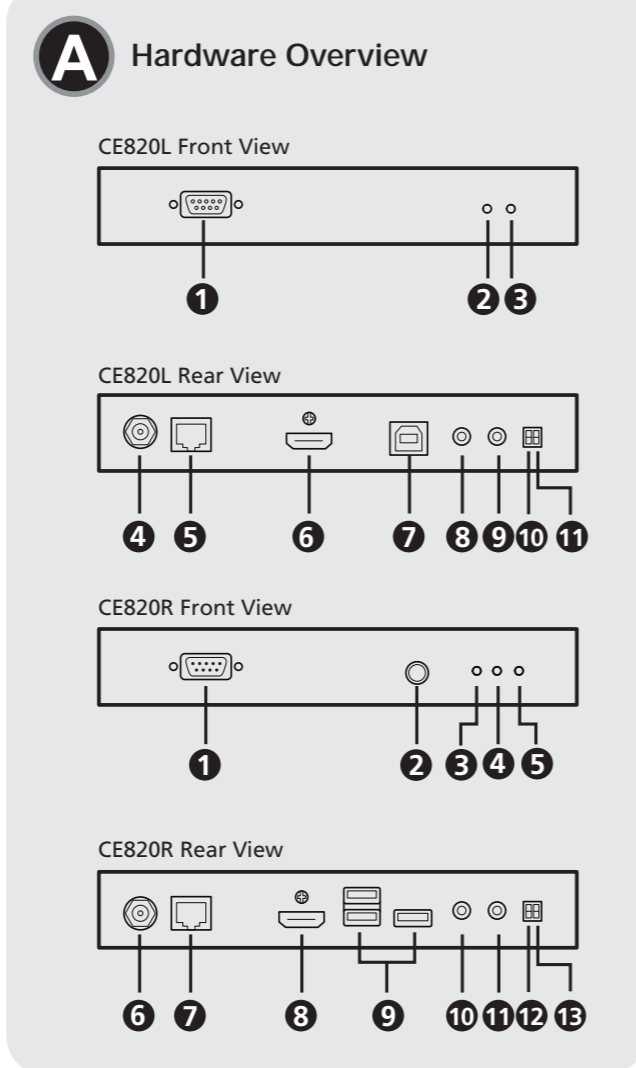 A Hardware Overview
CE820L Front View
1 2 3
CE820L Rear View
4 5 6 7 8 9 10 11
CE820R Front View
1 2 3 4 5
CE820R Rear View
6 7 8 9 10 11 12 13